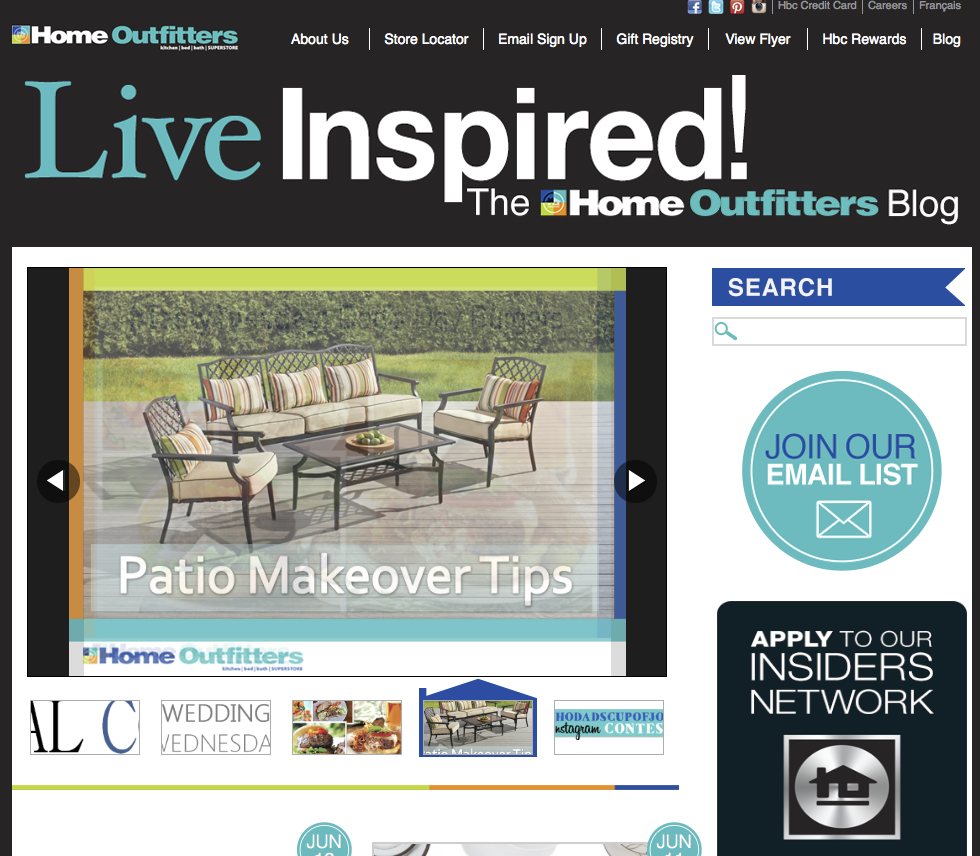 Hbc Credit Card | Careers | Français
Home Outfitters
kitchen | bed | bath | SUPERSTORE
About Us | Store Locator | Email Sign Up | Gift Registry | View Flyer | Hbc Rewards | Blog
Live Inspired!
The Home Outfitters Blog
SEARCH
JOIN OUR
EMAIL LIST
Patio Makeover Tips
Home Outfitters
kitchen | bed | bath | SUPERSTORE
APPLY TO OUR
INSIDERS
NETWORK
AL C
WEDDING
WEDNESDA
Patio Makeover Tip
HODADSCUPOFJO
nstagram CONTES
JUN
JUN